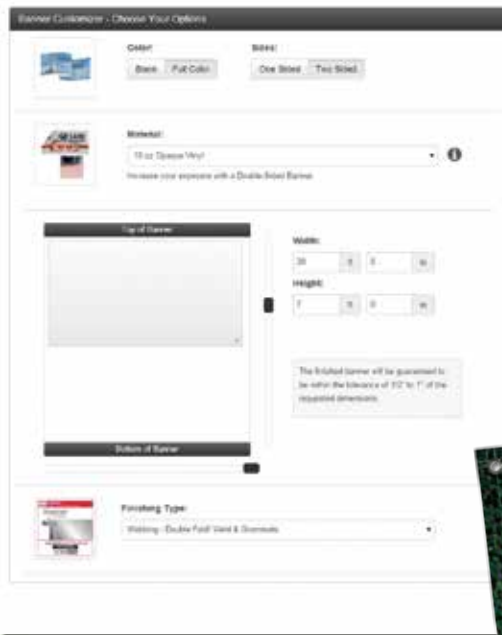 Banner Customizer - Choose Your Options
Color: Sides:
Black Full Color One Sided Two Sided
Material:
Opaque Vinyl
Increase your exposure with a Double-Sided Banner
Top of Banner
Width:
ft in
Height:
7 ft 0 in
The finished banner will be guaranteed to
be within the tolerance of 1/2" to 1" of the
requested dimensions.
Bottom of Banner
Finishing Type:
Webbing - Double Fold/ Weld & Grommets